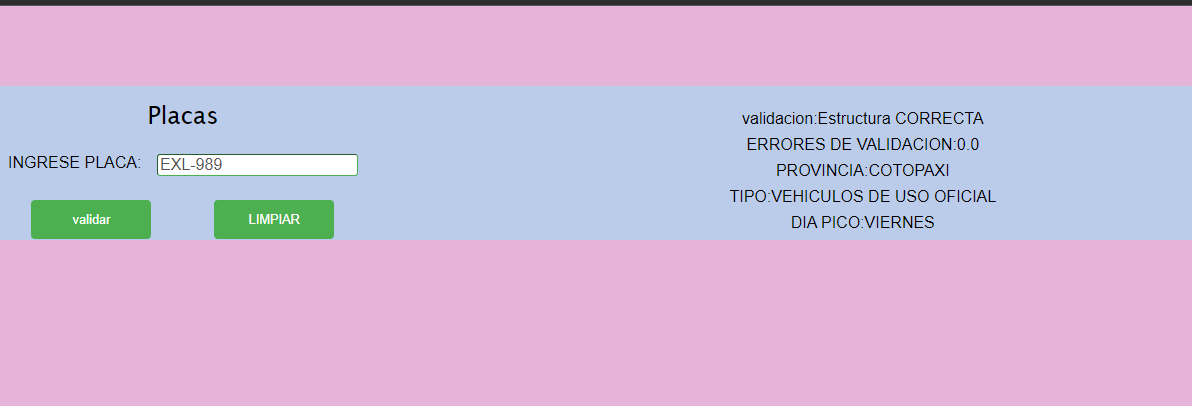 Placas
INGRESE PLACA: EXL-989
validar LIMPIAR
validacion:Estructura CORRECTA
ERRORES DE VALIDACION:0.0
PROVINCIA:COTOPAXI
TIPO:VEHICULOS DE USO OFICIAL
DIA PICO:VIERNES